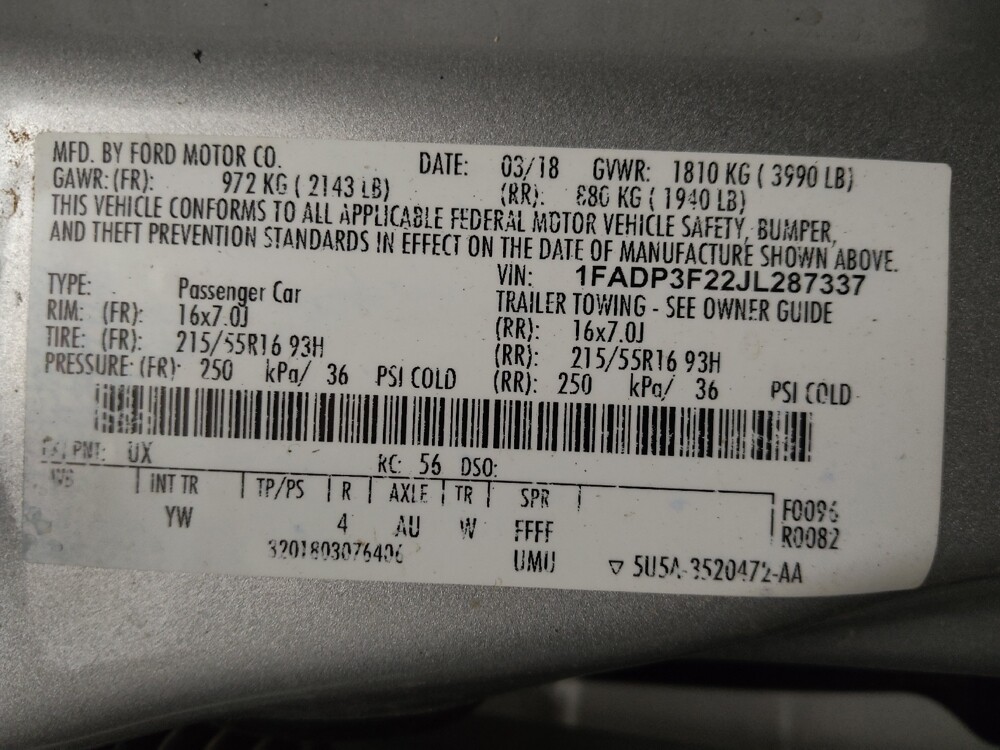 MFD. BY FORD MOTOR CO. DATE: 03/18 GVWR: 1810 KG ( 3990 LB)
GAWR: (FR): 972 KG ( 2143 LB) (RR): 880 KG ( 1940 LB)
THIS VEHICLE CONFORMS TO ALL APPLICABLE FEDERAL MOTOR VEHICLE SAFETY, BUMPER,
AND THEFT PREVENTION STANDARDS IN EFFECT ON THE DATE OF MANUFACTURE SHOWN ABOVE.
VIN: 1FADP3F22JL287337
TYPE: Passenger Car TRAILER TOWING - SEE OWNER GUIDE
RIM: (FR): 16x7.0J (RR): 16x7.0J
TIRE: (FR): 215/55R16 93H (RR): 215/55R16 93H
PRESSURE: (FR): 250 kPa/ 36 PSI COLD (RR): 250 kPa/ 36 PSI COLD
PNT: UX RC: 56 DSO:
WB INT TR TP/PS R AXLE TR SPR F0096
YW 4 AU W FFFF R0082
UMU ▽ 5U5A-3520472-AA